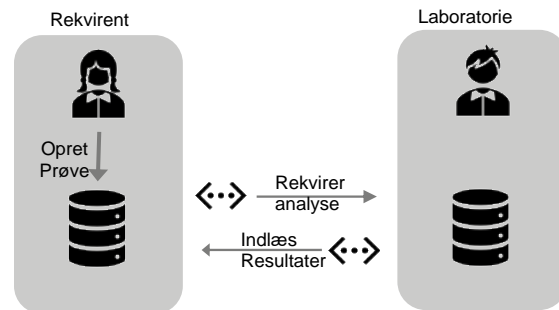 Rekvirent
Laboratorie
Opret
Prøve
Rekvirer
analyse
Indlæs
Resultater